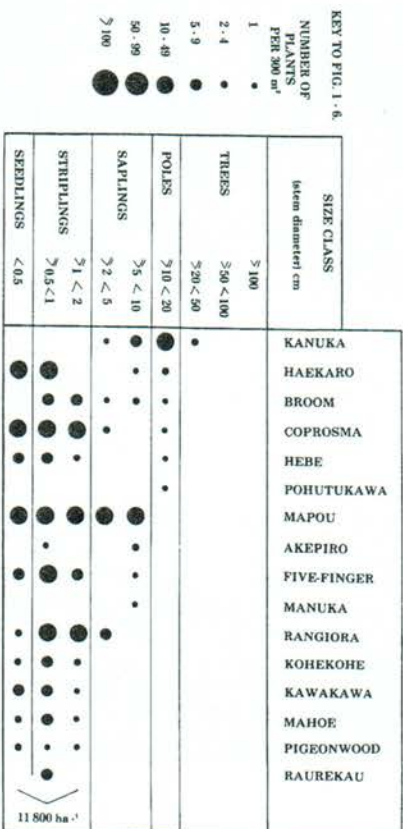 KEY TO FIG. 1 - 6.
NUMBER OF
PLANTS
PER 300 m²
1
2 - 4
5 - 9
10 - 49
50 - 99
⩾ 100
SIZE CLASS
(stem diameter) cm
TREES
⩾ 100
⩾ 50 < 100
⩾ 20 < 50
POLES
⩾ 10 < 20
SAPLINGS
⩾ 5 < 10
⩾ 2 < 5
STRIPLINGS
⩾ 1 < 2
⩾ 0.5 < 1
SEEDLINGS
< 0.5
KANUKA
HAEKARO
BROOM
COPROSMA
HEBE
POHUTUKAWA
MAPOU
AKEPIRO
FIVE-FINGER
MANUKA
RANGIORA
KOHEKOHE
KAWAKAWA
MAHOE
PIGEONWOOD
RAUREKAU
11 800 ha⁻¹